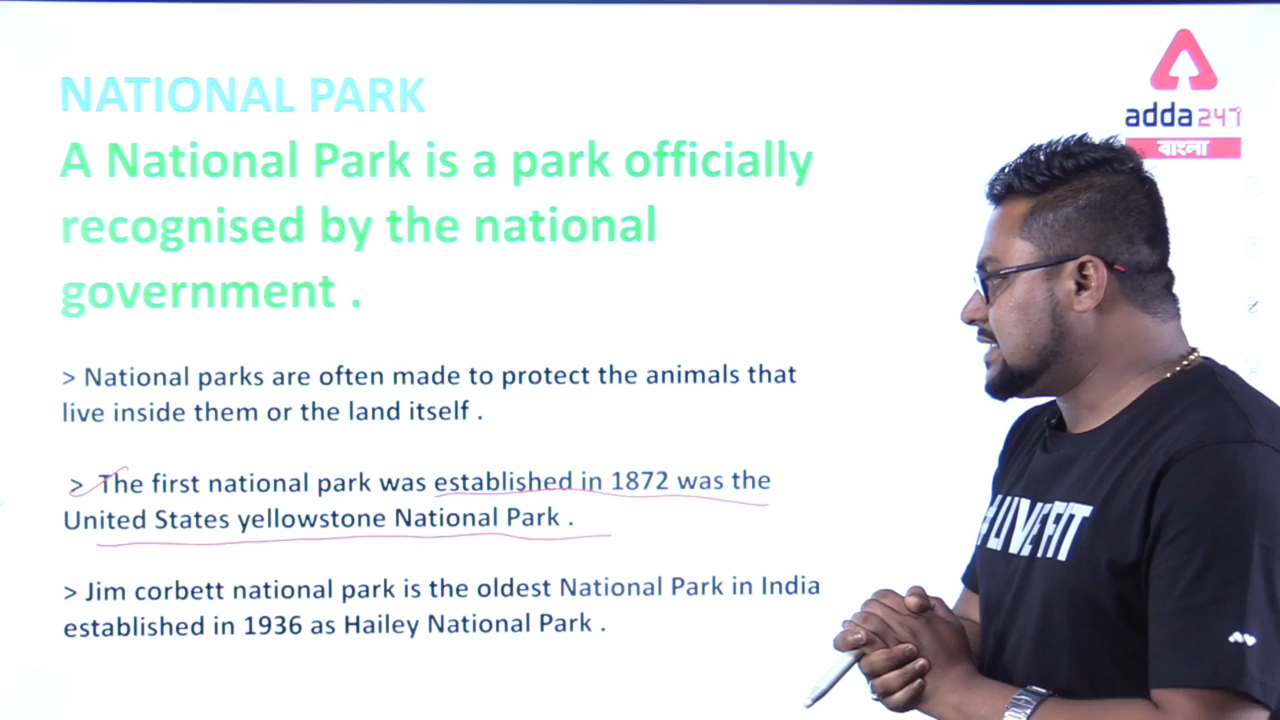 NATIONAL PARK
A National Park is a park officially
recognised by the national
government .
> National parks are often made to protect the animals that
live inside them or the land itself .
> The first national park was established in 1872 was the
United States yellowstone National Park .
> Jim corbett national park is the oldest National Park in India
established in 1936 as Hailey National Park .
adda 247
বাংলা
#LIVE FIT